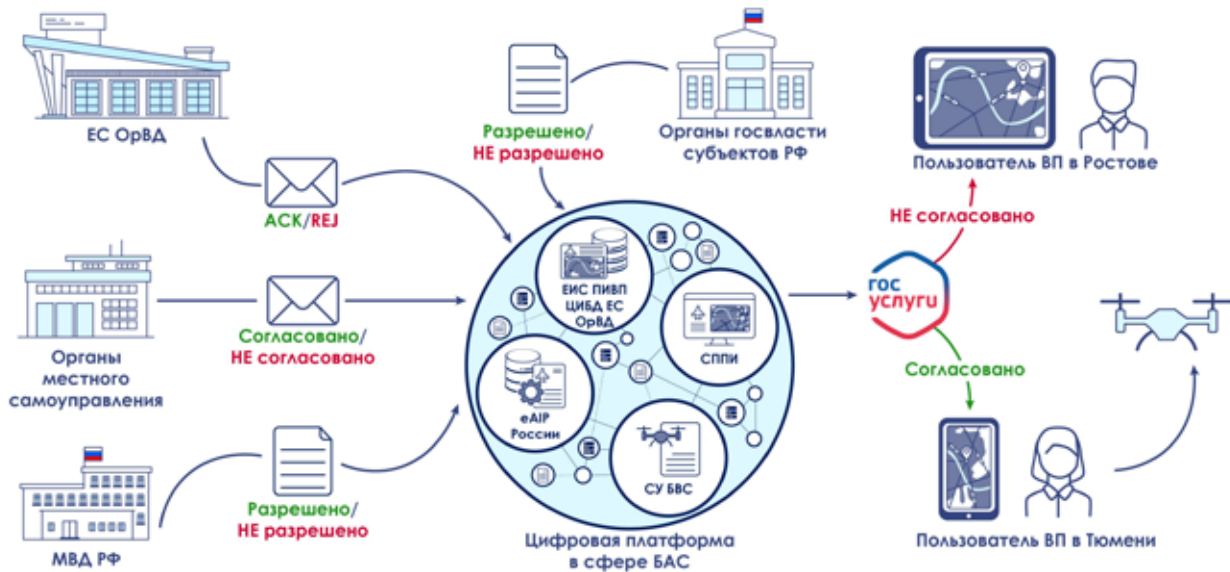 ЕС ОрВД
ACK/REJ
Разрешено/
НЕ разрешено
Органы госвласти
субъектов РФ
Пользователь ВП в Ростове
НЕ согласовано
гос
услуги
Согласовано
Пользователь ВП в Тюмени
Органы
местного
самоуправления
Согласовано/
НЕ согласовано
МВД РФ
Разрешено/
НЕ разрешено
ЕИС ПИВП
ЦИБД ЕС
ОрВД
СППИ
eAIP
России
СУ БВС
Цифровая платформа
в сфере БАС